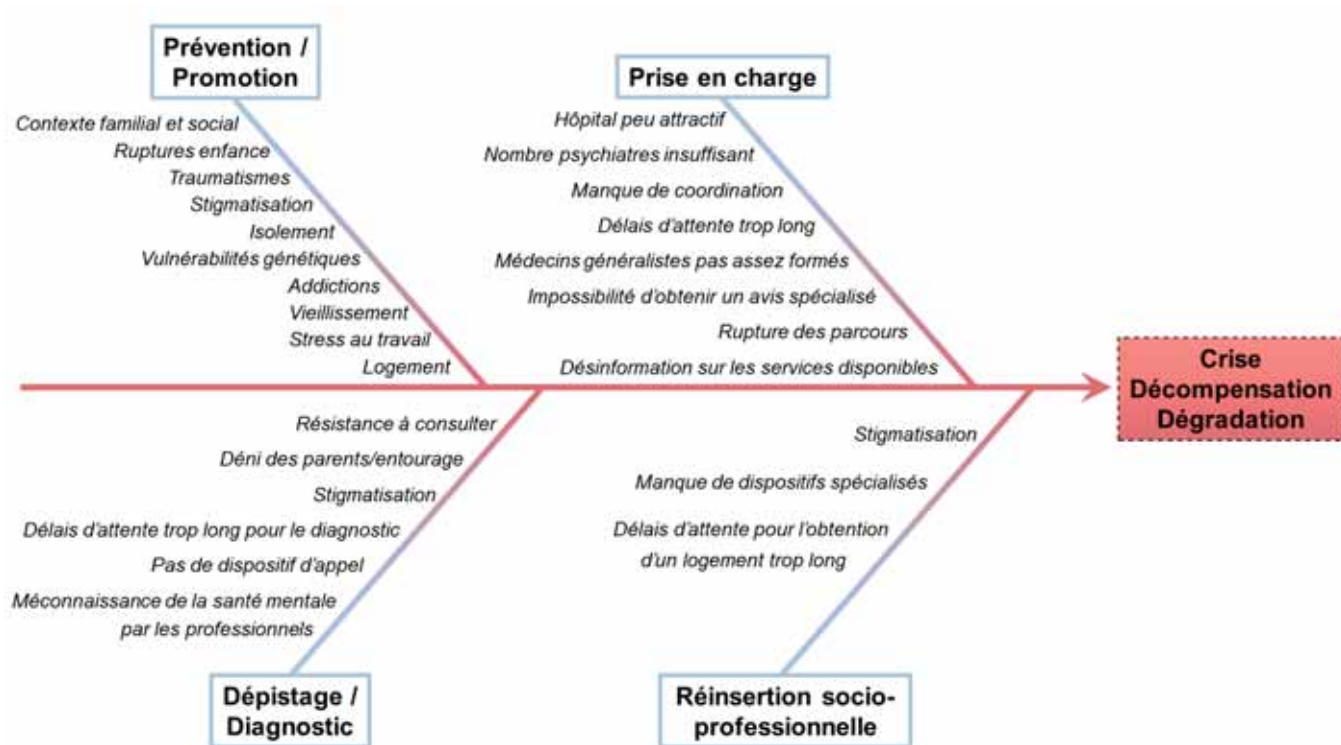 Prévention /
Promotion
Contexte familial et social
Ruptures enfance
Traumatismes
Stigmatisation
Isolement
Vulnérabilités génétiques
Addictions
Vieillissement
Stress au travail
Logement
Prise en charge
Hôpital peu attractif
Nombre psychiatres insuffisant
Manque de coordination
Délais d'attente trop long
Médecins généralistes pas assez formés
Impossibilité d'obtenir un avis spécialisé
Rupture des parcours
Désinformation sur les services disponibles
Crise
Décompensation
Dégradation
Résistance à consulter
Déni des parents/entourage
Stigmatisation
Délais d'attente trop long pour le diagnostic
Pas de dispositif d'appel
Méconnaissance de la santé mentale
par les professionnels
Dépistage /
Diagnostic
Stigmatisation
Manque de dispositifs spécialisés
Délais d'attente pour l'obtention
d'un logement trop long
Réinsertion socio-
professionnelle